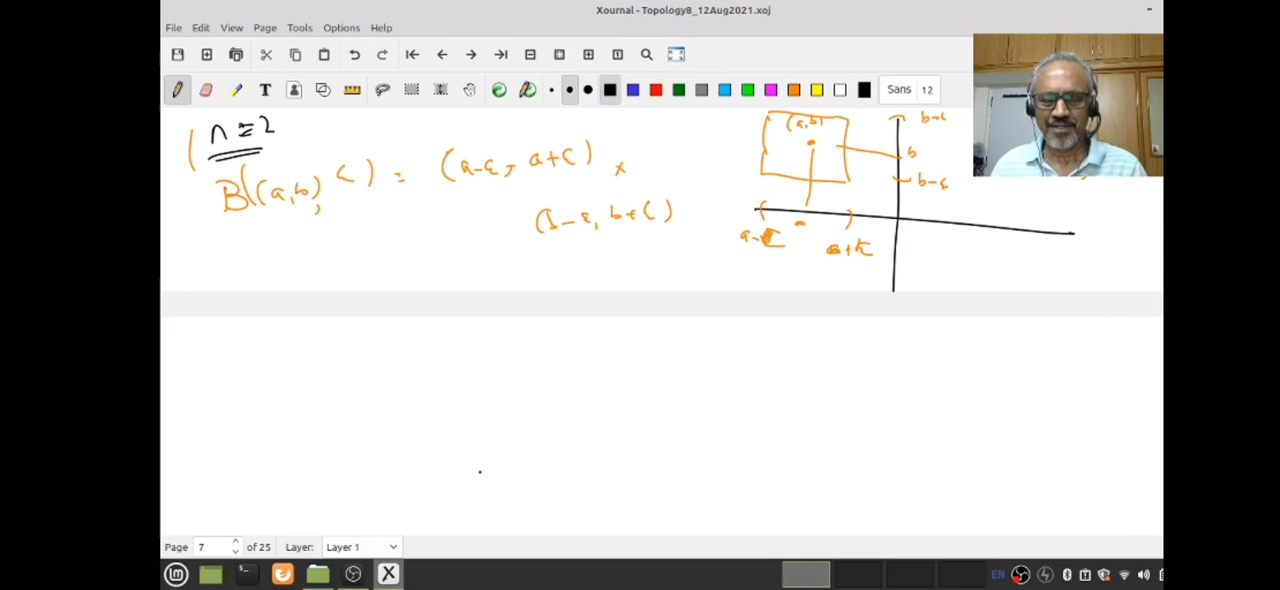 Xournal - Topology8_12Aug2021.xoj
File Edit View Page Tools Options Help
Sans 12
n = 2
B((a,b), ε) = (a-ε, a+ε) ×
(b-ε, b+ε)
(a,b)
b+ε
b
b-ε
a-ε a+ε
Page 7 of 25 Layer: Layer 1
EN